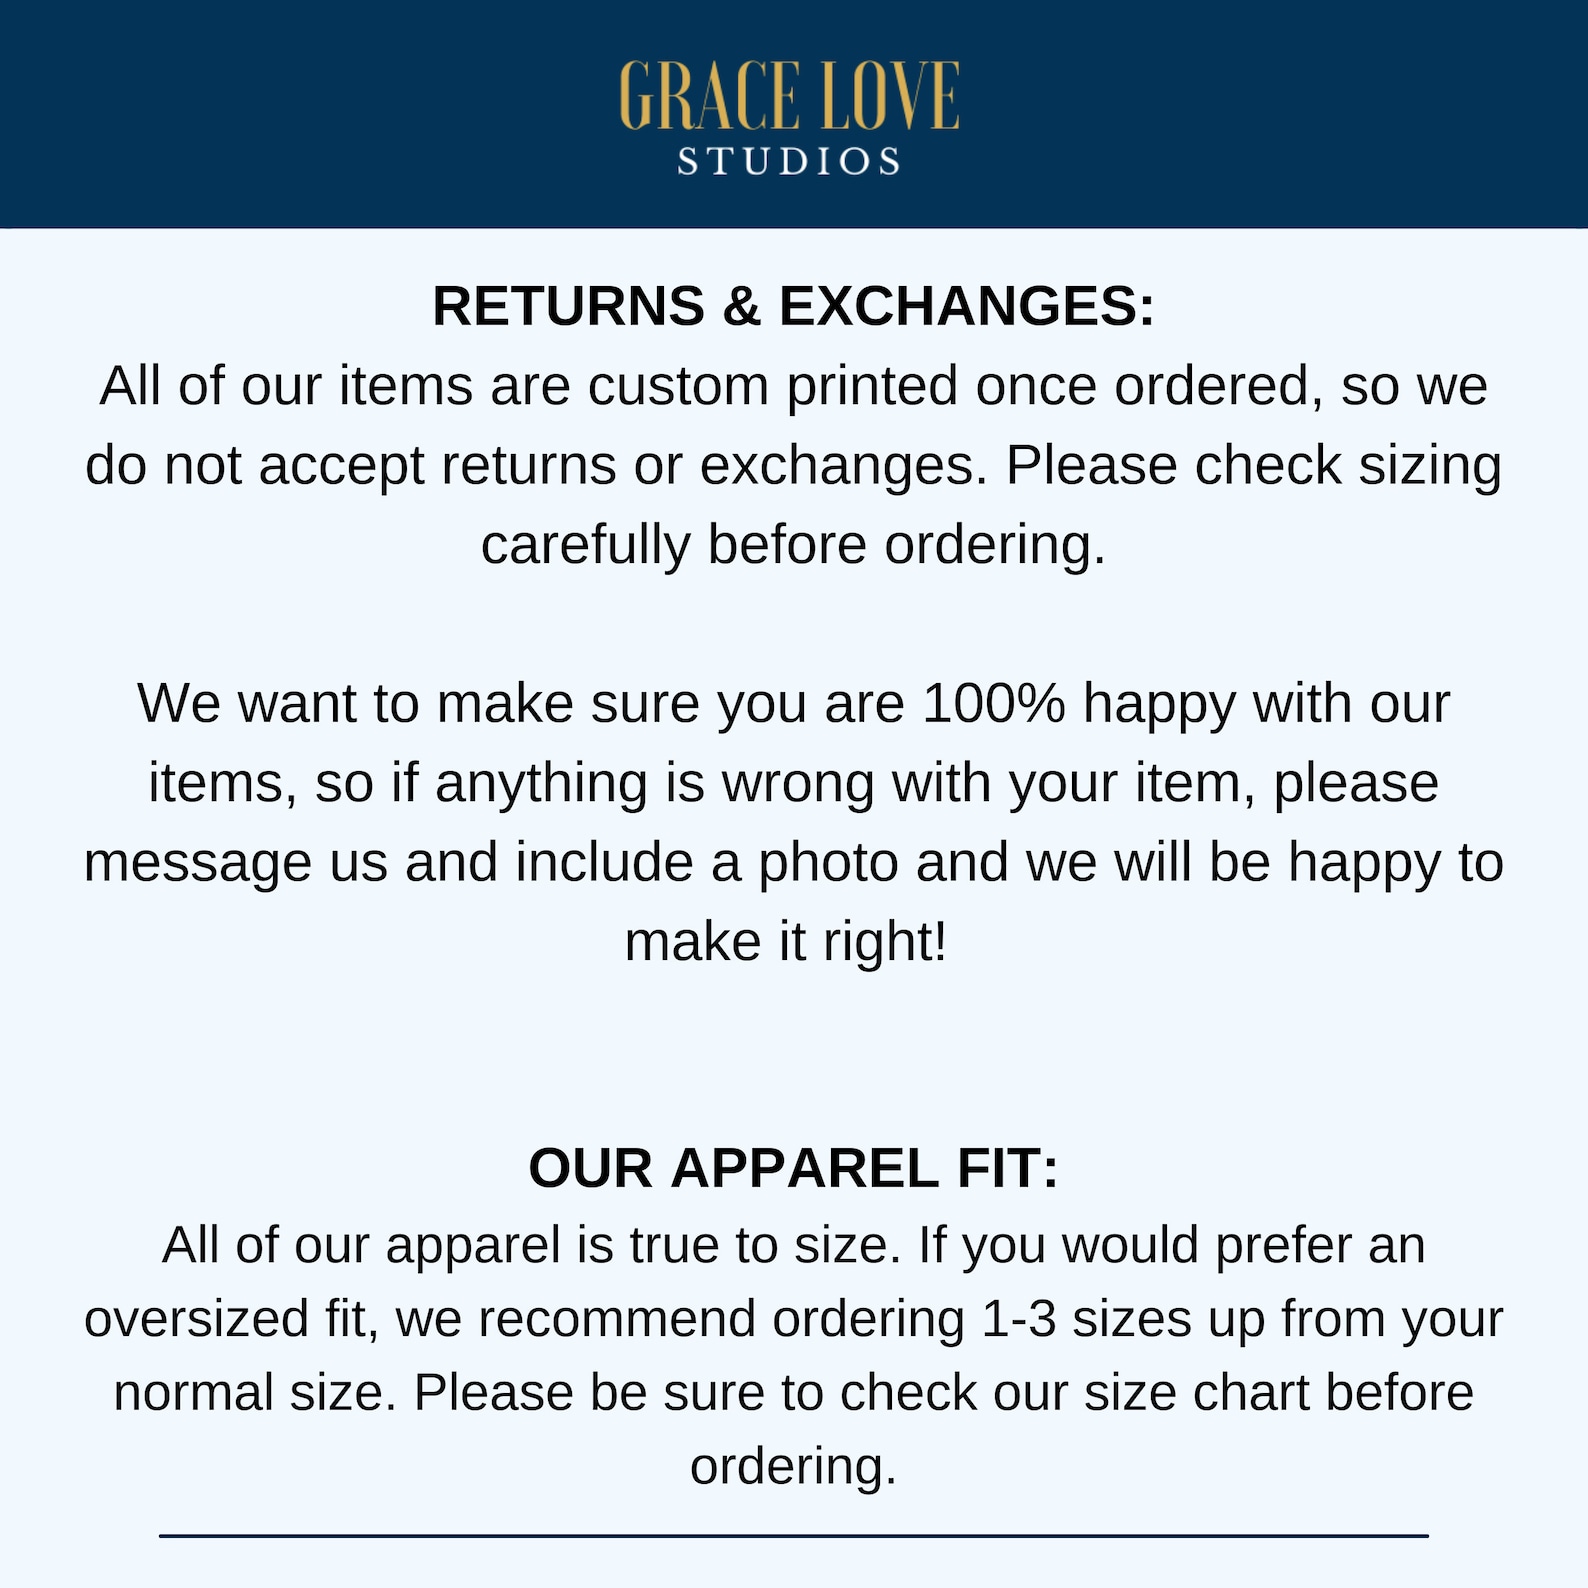 GRACE LOVE
STUDIOS
RETURNS & EXCHANGES:
All of our items are custom printed once ordered, so we
do not accept returns or exchanges. Please check sizing
carefully before ordering.
We want to make sure you are 100% happy with our
items, so if anything is wrong with your item, please
message us and include a photo and we will be happy to
make it right!
OUR APPAREL FIT:
All of our apparel is true to size. If you would prefer an
oversized fit, we recommend ordering 1-3 sizes up from your
normal size. Please be sure to check our size chart before
ordering.